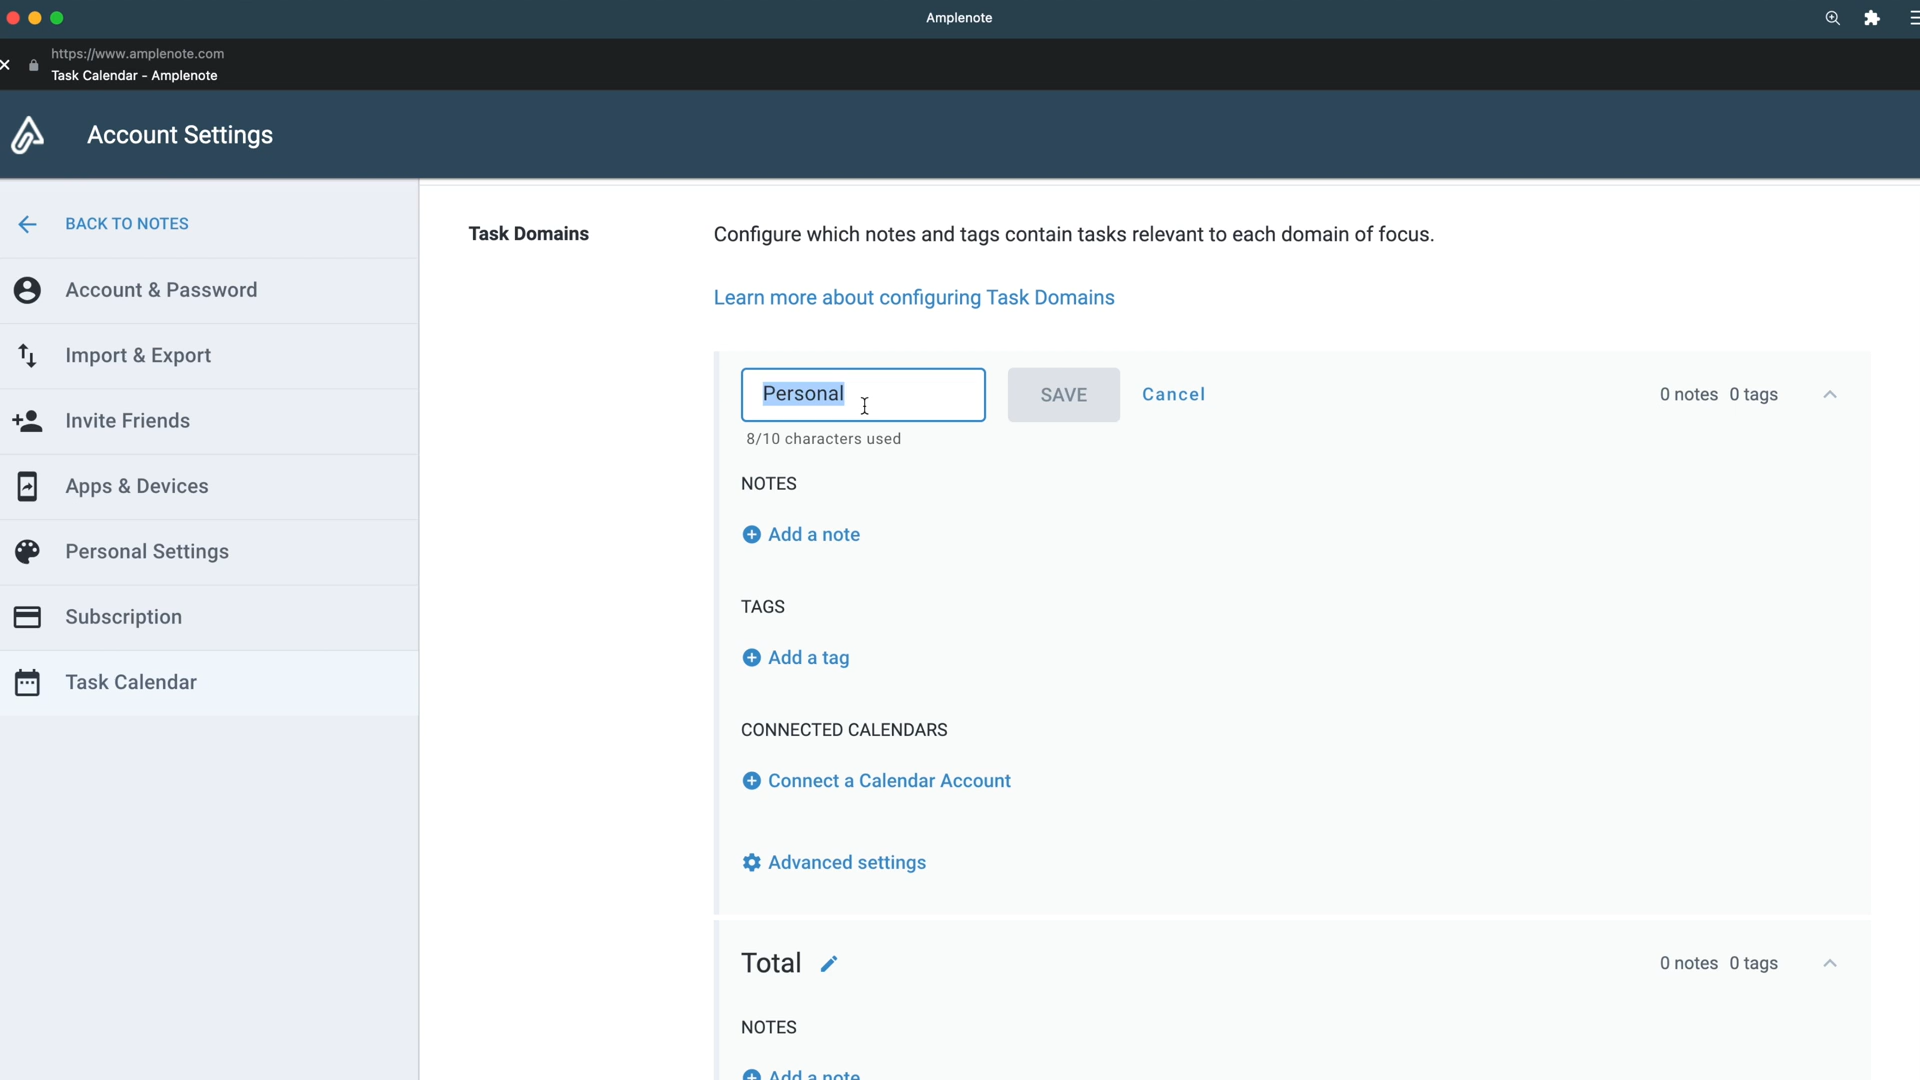 Amplenote
https://www.amplenote.com
Task Calendar - Amplenote
Account Settings
BACK TO NOTES
Account & Password
Import & Export
Invite Friends
Apps & Devices
Personal Settings
Subscription
Task Calendar
Task Domains
Configure which notes and tags contain tasks relevant to each domain of focus.
Learn more about configuring Task Domains
Personal SAVE Cancel 0 notes 0 tags
8/10 characters used
NOTES
Add a note
TAGS
Add a tag
CONNECTED CALENDARS
Connect a Calendar Account
Advanced settings
Total 0 notes 0 tags
NOTES
Add a note